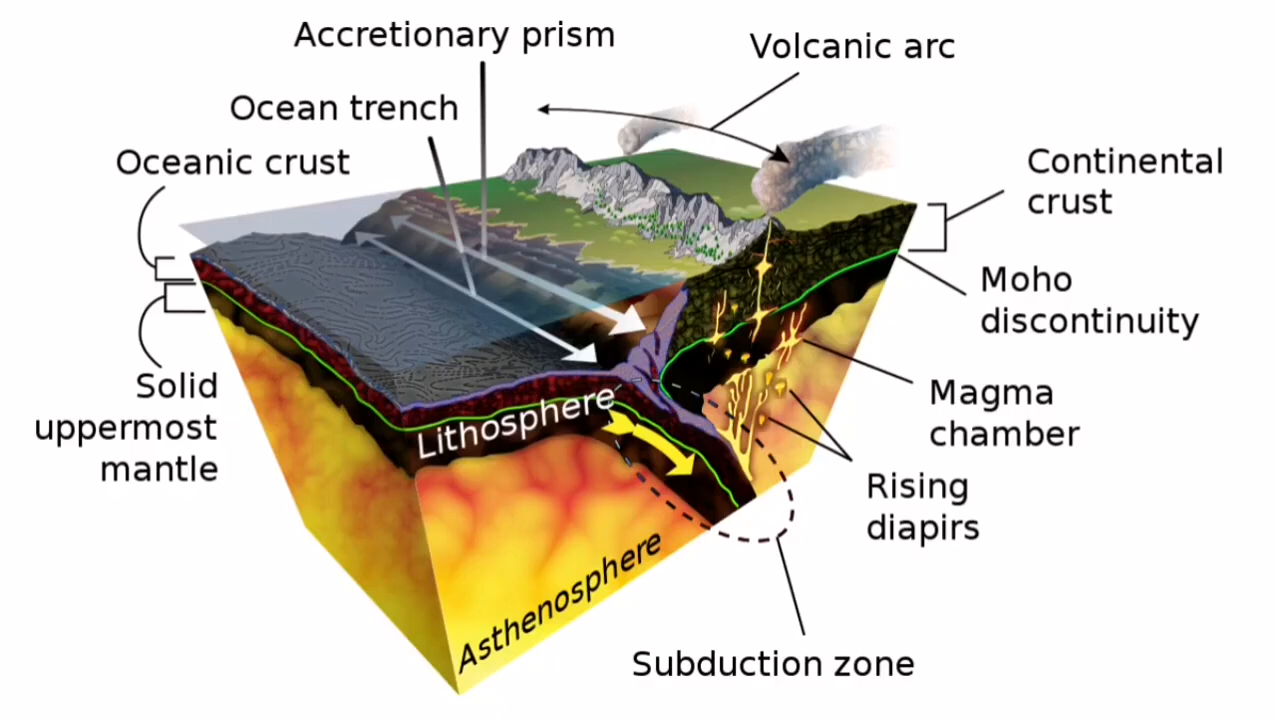 Accretionary prism
Volcanic arc
Ocean trench
Oceanic crust
Continental
crust
Moho
discontinuity
Solid
uppermost
mantle
Lithosphere
Magma
chamber
Rising
diapirs
Asthenosphere
Subduction zone